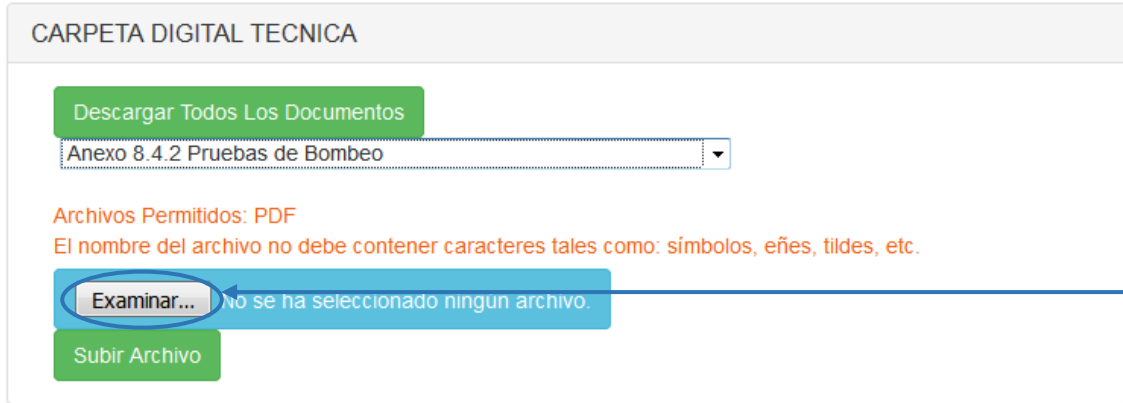 CARPETA DIGITAL TECNICA
Descargar Todos Los Documentos
Anexo 8.4.2 Pruebas de Bombeo
Archivos Permitidos: PDF
El nombre del archivo no debe contener caracteres tales como: símbolos, eñes, tildes, etc.
Examinar... No se ha seleccionado ningún archivo.
Subir Archivo